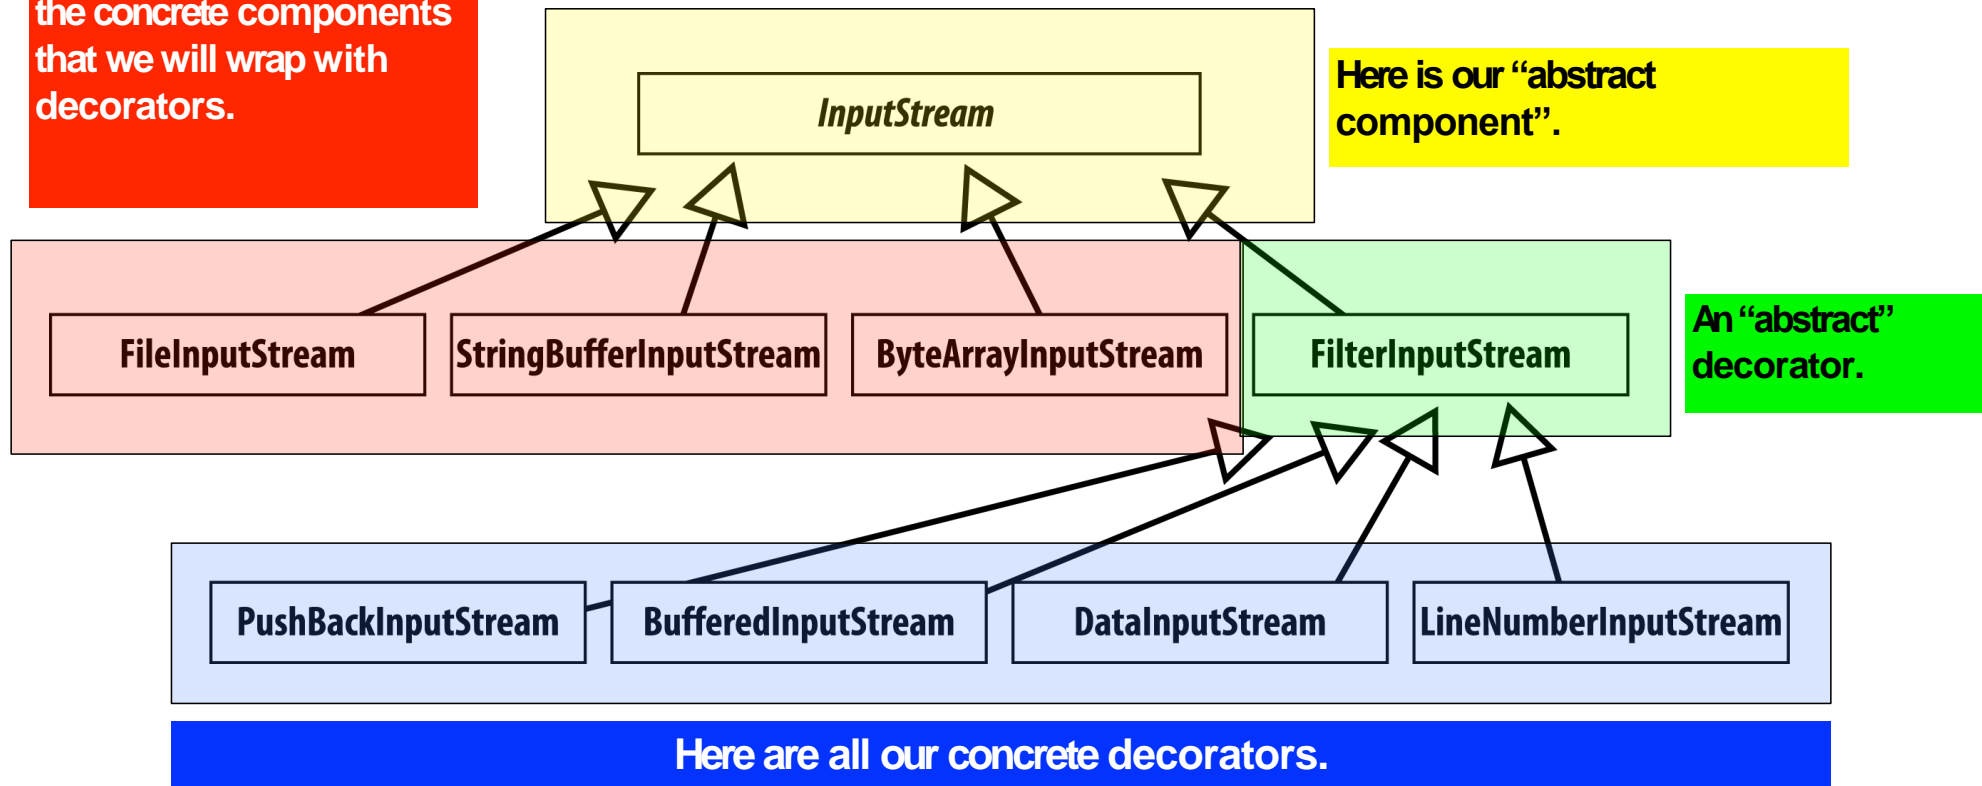 the concrete components
that we will wrap with
decorators.
InputStream
Here is our “abstract
component”.
FileInputStream
StringBufferInputStream
ByteArrayInputStream
FilterInputStream
An “abstract”
decorator.
PushBackInputStream
BufferedInputStream
DataInputStream
LineNumberInputStream
Here are all our concrete decorators.